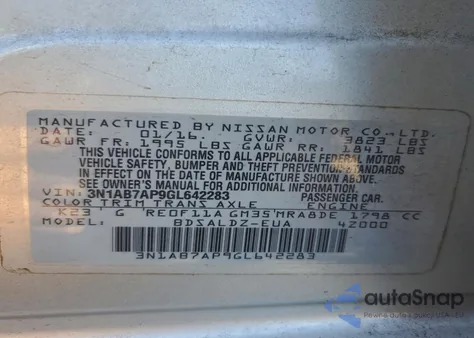 MANUFACTURED BY NISSAN MOTOR CO.,LTD.
DATE: 01/16. GVWR: 3823 LBS
GAWR FR: 1995 LBS GAWR RR: 1841 LBS
THIS VEHICLE CONFORMS TO ALL APPLICABLE FEDERAL MOTOR
VEHICLE SAFETY, BUMPER AND THEFT PREVENTION STANDARDS
IN EFFECT ON THE DATE OF MANUFACTURE SHOWN ABOVE.
SEE OWNER'S MANUAL FOR ADDITIONAL INFORMATION
VIN: 3N1AB7AP9GL642283 PASSENGER CAR.
COLOR TRIM TRANS AXLE ENGINE
K23 G RE0F11A GM35 MRA8DE 1798 CC
MODEL: BDSALDZ-EUA 42000
3N1AB7AP9GL642283
autoSnap